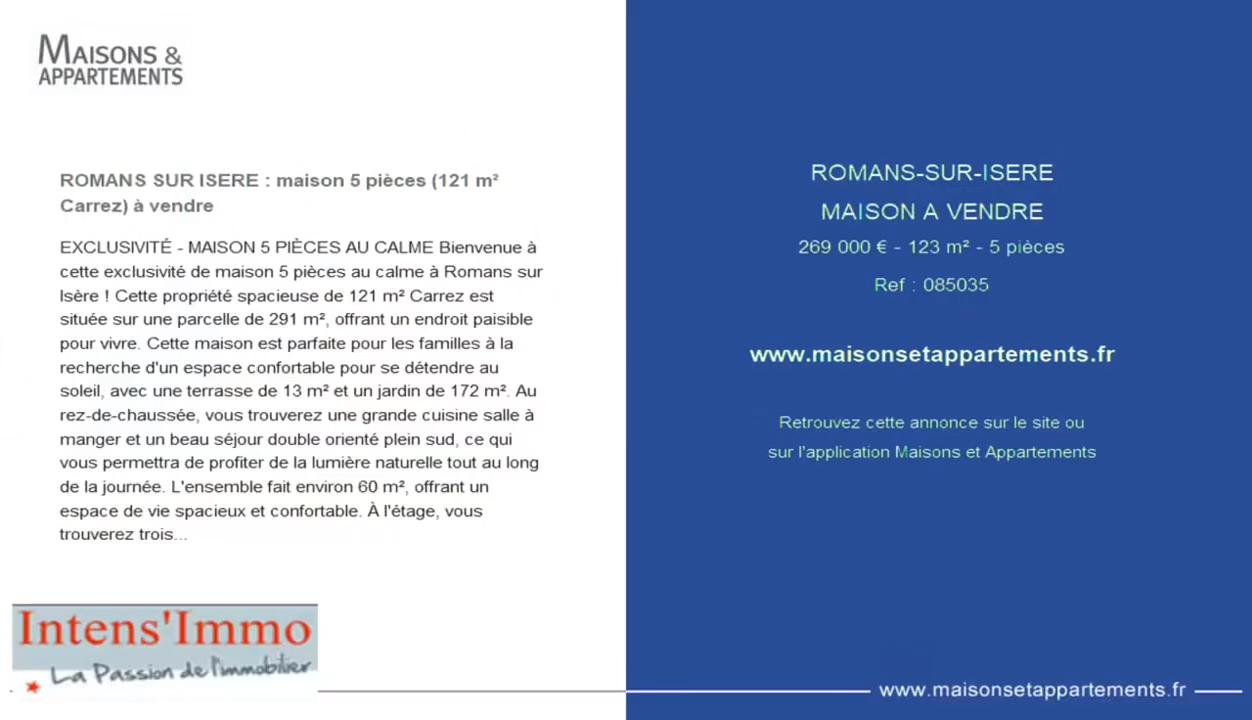 MAISONS &
APPARTEMENTS
ROMANS SUR ISERE : maison 5 pièces (121 m²
Carrez) à vendre
EXCLUSIVITÉ - MAISON 5 PIÈCES AU CALME Bienvenue à
cette exclusivité de maison 5 pièces au calme à Romans sur
Isère ! Cette propriété spacieuse de 121 m² Carrez est
située sur une parcelle de 291 m², offrant un endroit paisible
pour vivre. Cette maison est parfaite pour les familles à la
recherche d'un espace confortable pour se détendre au
soleil, avec une terrasse de 13 m² et un jardin de 172 m². Au
rez-de-chaussée, vous trouverez une grande cuisine salle à
manger et un beau séjour double orienté plein sud, ce qui
vous permettra de profiter de la lumière naturelle tout au long
de la journée. L'ensemble fait environ 60 m², offrant un
espace de vie spacieux et confortable. À l'étage, vous
trouverez trois...
Intens'Immo
La Passion de l'immobilier
ROMANS-SUR-ISERE
MAISON A VENDRE
269 000 € - 123 m² - 5 pièces
Ref : 085035
www.maisonsetappartements.fr
Retrouvez cette annonce sur le site ou
sur l'application Maisons et Appartements
www.maisonsetappartements.fr